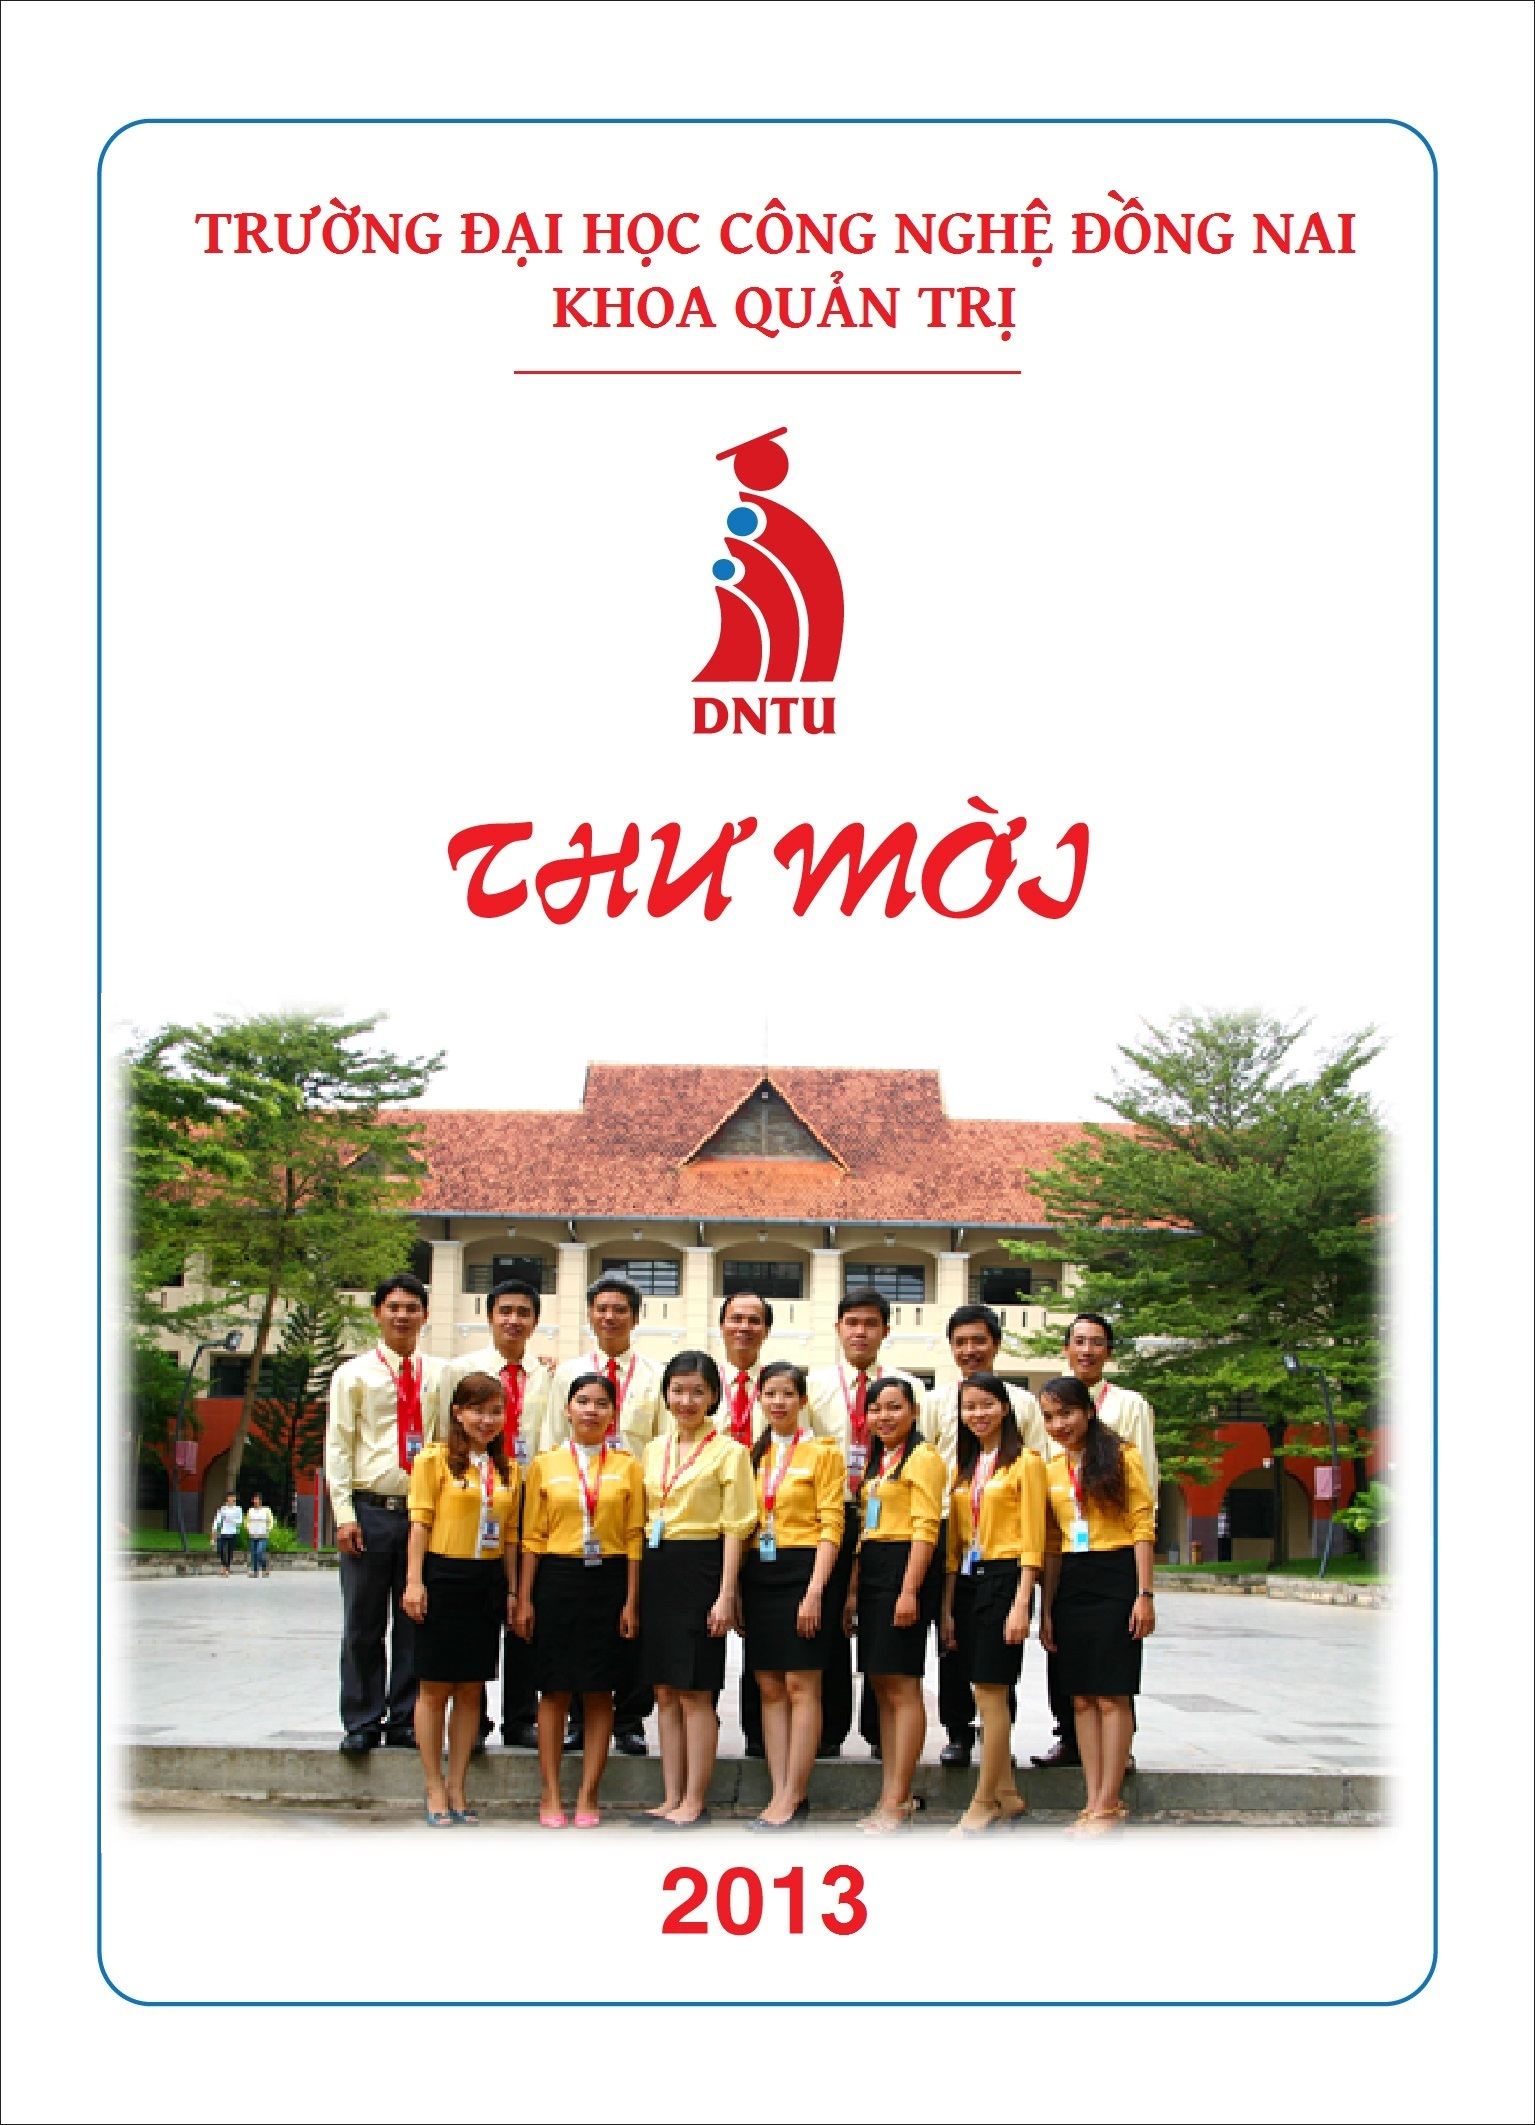 TRƯỜNG ĐẠI HỌC CÔNG NGHỆ ĐỒNG NAI
KHOA QUẢN TRỊ
DNTU
THƯ MỜI
2013